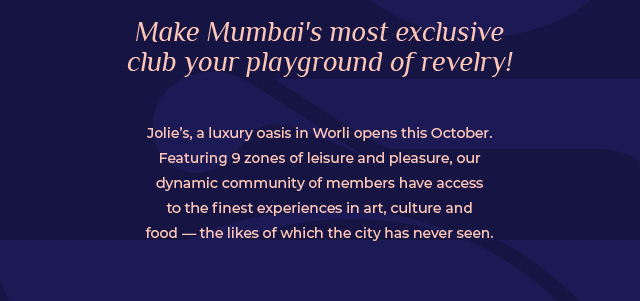 Make Mumbai's most exclusive
club your playground of revelry!
Jolie’s, a luxury oasis in Worli opens this October.
Featuring 9 zones of leisure and pleasure, our
dynamic community of members have access
to the finest experiences in art, culture and
food — the likes of which the city has never seen.